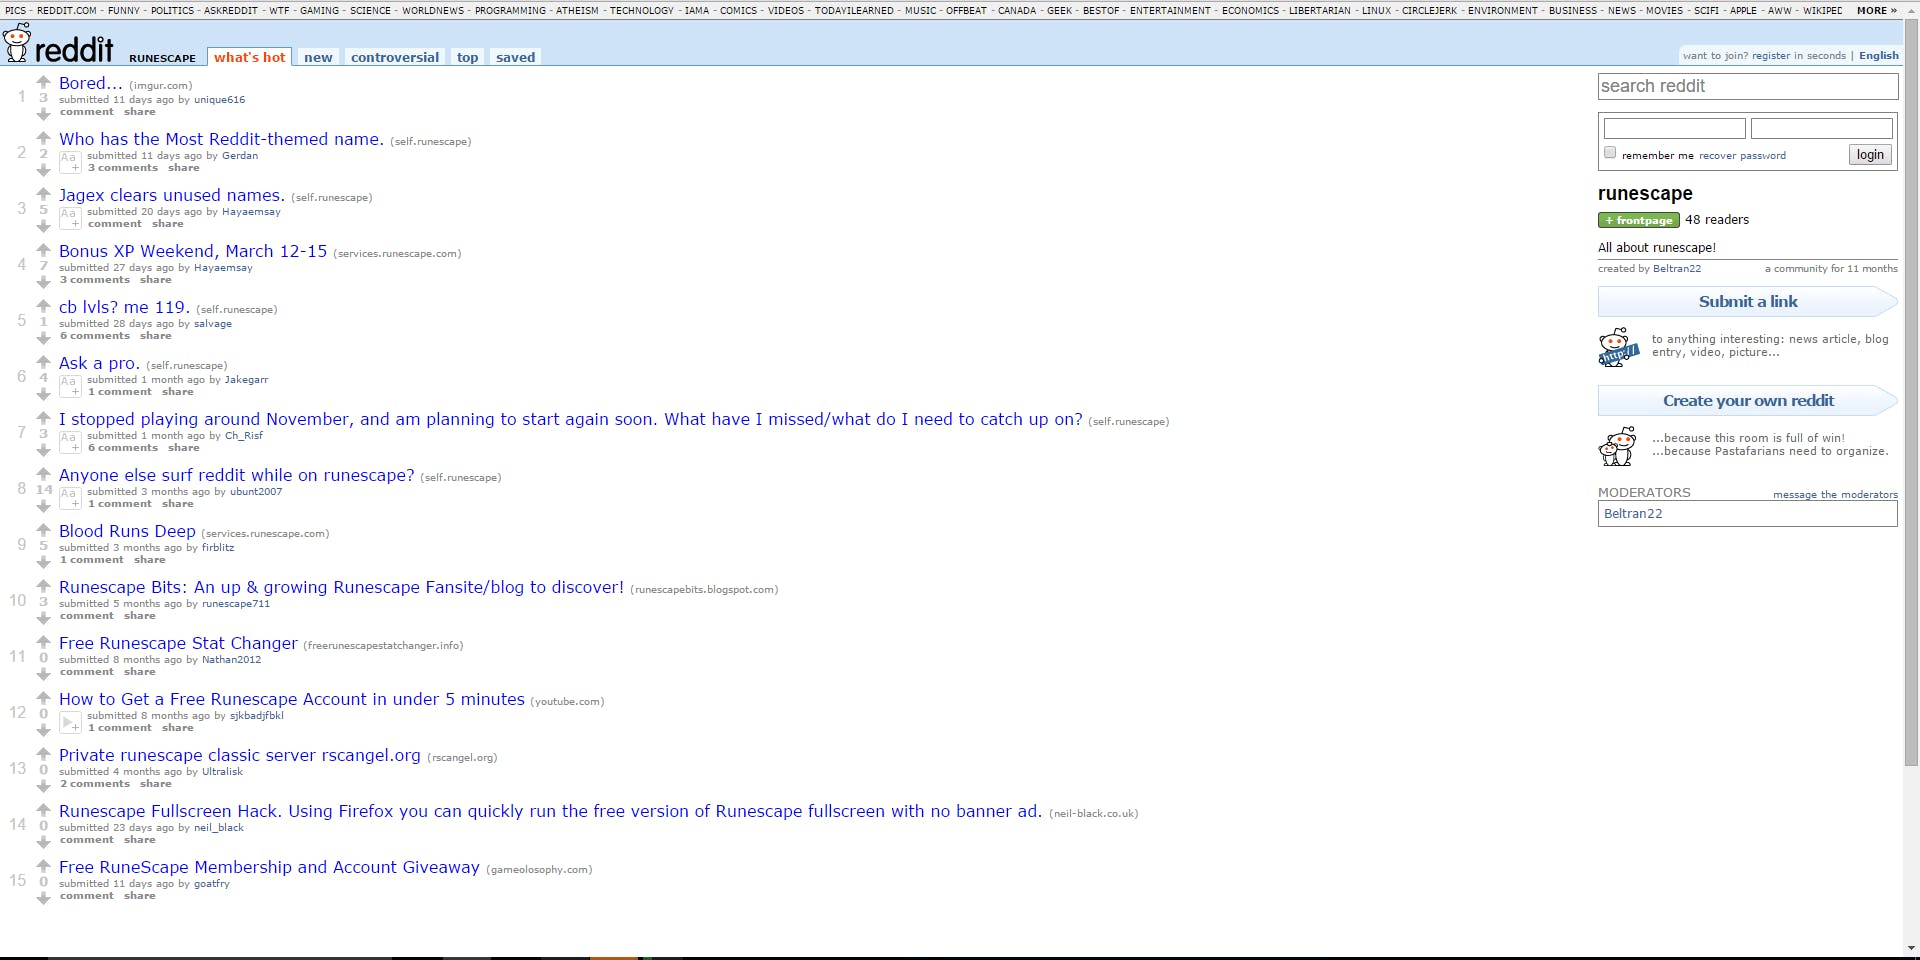 PICS - REDDIT.COM - FUNNY - POLITICS - ASKREDDIT - WTF - GAMING - SCIENCE - WORLDNEWS - PROGRAMMING - ATHEISM - TECHNOLOGY - IAMA - COMICS - VIDEOS - TODAYILEARNED - MUSIC - OFFBEAT - CANADA - GEEK - BESTOF - ENTERTAINMENT - ECONOMICS - LIBERTARIAN - LINUX - CIRCLEJERK - ENVIRONMENT - BUSINESS - NEWS - MOVIES - SCIFI - APPLE - AWW - WIKIPED MORE »
reddit RUNESCAPE what's hot new controversial top saved
want to join? register in seconds | English
1 3 Bored... (imgur.com)
submitted 11 days ago by unique616
comment share
2 2 Who has the Most Reddit-themed name. (self.runescape)
Aa + submitted 11 days ago by Gerdan
3 comments share
3 5 Jagex clears unused names. (self.runescape)
Aa + submitted 20 days ago by Hayaemsay
comment share
4 7 Bonus XP Weekend, March 12-15 (services.runescape.com)
submitted 27 days ago by Hayaemsay
3 comments share
5 1 cb lvls? me 119. (self.runescape)
submitted 28 days ago by salvage
6 comments share
6 4 Ask a pro. (self.runescape)
Aa + submitted 1 month ago by Jakegarr
1 comment share
7 3 I stopped playing around November, and am planning to start again soon. What have I missed/what do I need to catch up on? (self.runescape)
Aa + submitted 1 month ago by Ch_Risf
6 comments share
8 14 Anyone else surf reddit while on runescape? (self.runescape)
Aa + submitted 3 months ago by ubunt2007
1 comment share
9 5 Blood Runs Deep (services.runescape.com)
submitted 3 months ago by firblitz
1 comment share
10 3 Runescape Bits: An up & growing Runescape Fansite/blog to discover! (runescapebits.blogspot.com)
submitted 5 months ago by runescape711
comment share
11 0 Free Runescape Stat Changer (freerunescapestatchanger.info)
submitted 8 months ago by Nathan2012
comment share
12 0 How to Get a Free Runescape Account in under 5 minutes (youtube.com)
+ submitted 8 months ago by sjkbadjfbkl
1 comment share
13 0 Private runescape classic server rscangel.org (rscangel.org)
submitted 4 months ago by Ultralisk
2 comments share
14 0 Runescape Fullscreen Hack. Using Firefox you can quickly run the free version of Runescape fullscreen with no banner ad. (neil-black.co.uk)
submitted 23 days ago by neil_black
comment share
15 0 Free RuneScape Membership and Account Giveaway (gameolosophy.com)
submitted 11 days ago by goatfry
comment share
search reddit
remember me recover password login
runescape
+ frontpage 48 readers
All about runescape!
created by Beltran22 a community for 11 months
Submit a link
http://
to anything interesting: news article, blog
entry, video, picture...
Create your own reddit
...because this room is full of win!
...because Pastafarians need to organize.
MODERATORS message the moderators
Beltran22